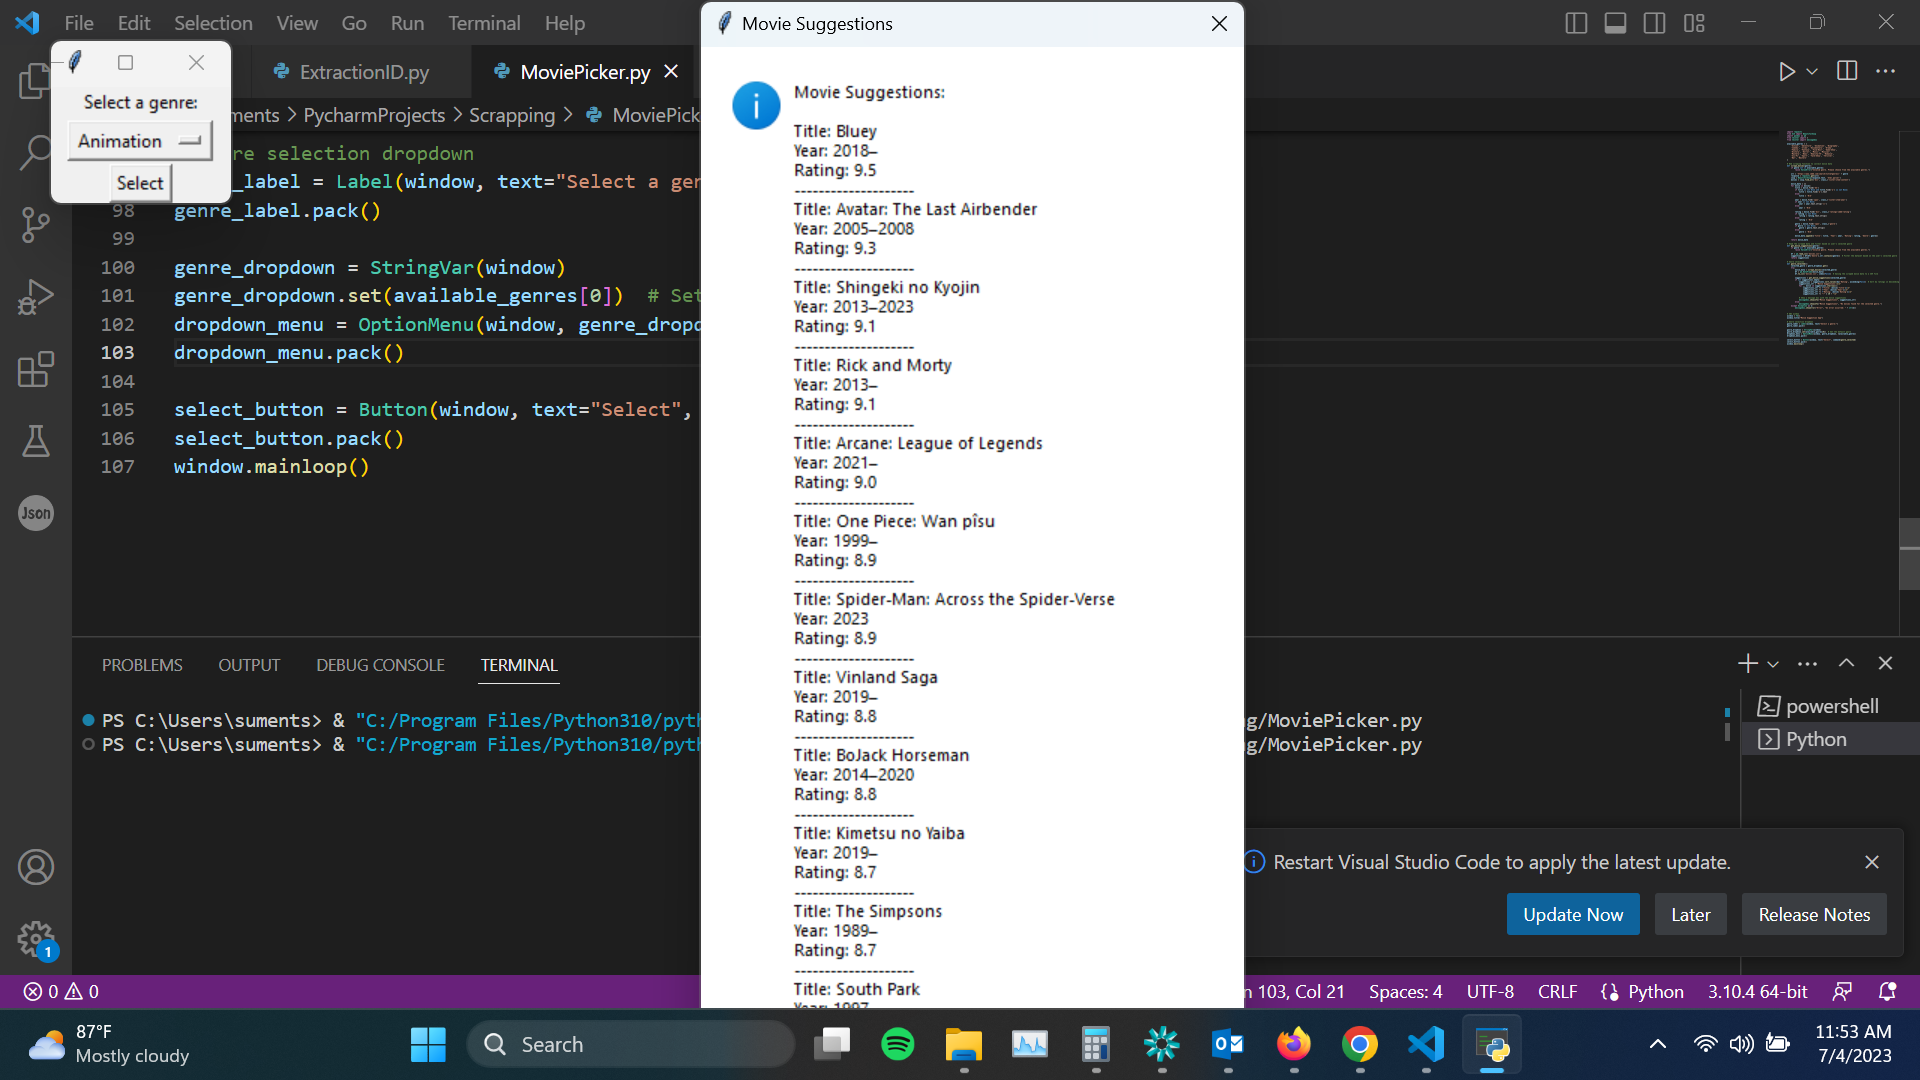 File Edit Selection View Go Run Terminal Help
Movie Suggestions
ExtractionID.py
MoviePicker.py
Select a genre:
Animation
Select
ments > PycharmProjects > Scrapping > MoviePick
re selection dropdown
_label = Label(window, text="Select a ger
98 genre_label.pack()
99
100 genre_dropdown = StringVar(window)
101 genre_dropdown.set(available_genres[0]) # Set
102 dropdown_menu = OptionMenu(window, genre_dropd
103 dropdown_menu.pack()
104
105 select_button = Button(window, text="Select",
106 select_button.pack()
107 window.mainloop()
Json
Movie Suggestions:
Title: Bluey
Year: 2018–
Rating: 9.5
--------------------
Title: Avatar: The Last Airbender
Year: 2005–2008
Rating: 9.3
--------------------
Title: Shingeki no Kyojin
Year: 2013–2023
Rating: 9.1
--------------------
Title: Rick and Morty
Year: 2013–
Rating: 9.1
--------------------
Title: Arcane: League of Legends
Year: 2021–
Rating: 9.0
--------------------
Title: One Piece: Wan pîsu
Year: 1999–
Rating: 8.9
--------------------
Title: Spider-Man: Across the Spider-Verse
Year: 2023
Rating: 8.9
--------------------
Title: Vinland Saga
Year: 2019–
Rating: 8.8
--------------------
Title: BoJack Horseman
Year: 2014–2020
Rating: 8.8
--------------------
Title: Kimetsu no Yaiba
Year: 2019–
Rating: 8.7
--------------------
Title: The Simpsons
Year: 1989–
Rating: 8.7
--------------------
Title: South Park
Year: 1997
PROBLEMS OUTPUT DEBUG CONSOLE TERMINAL
PS C:\Users\suments> & "C:/Program Files/Python310/pyth g/MoviePicker.py
PS C:\Users\suments> & "C:/Program Files/Python310/pyth g/MoviePicker.py
powershell
Python
Restart Visual Studio Code to apply the latest update.
Update Now Later Release Notes
1
0 0
n 103, Col 21 Spaces: 4 UTF-8 CRLF Python 3.10.4 64-bit
87°F
Mostly cloudy
Search
11:53 AM
7/4/2023